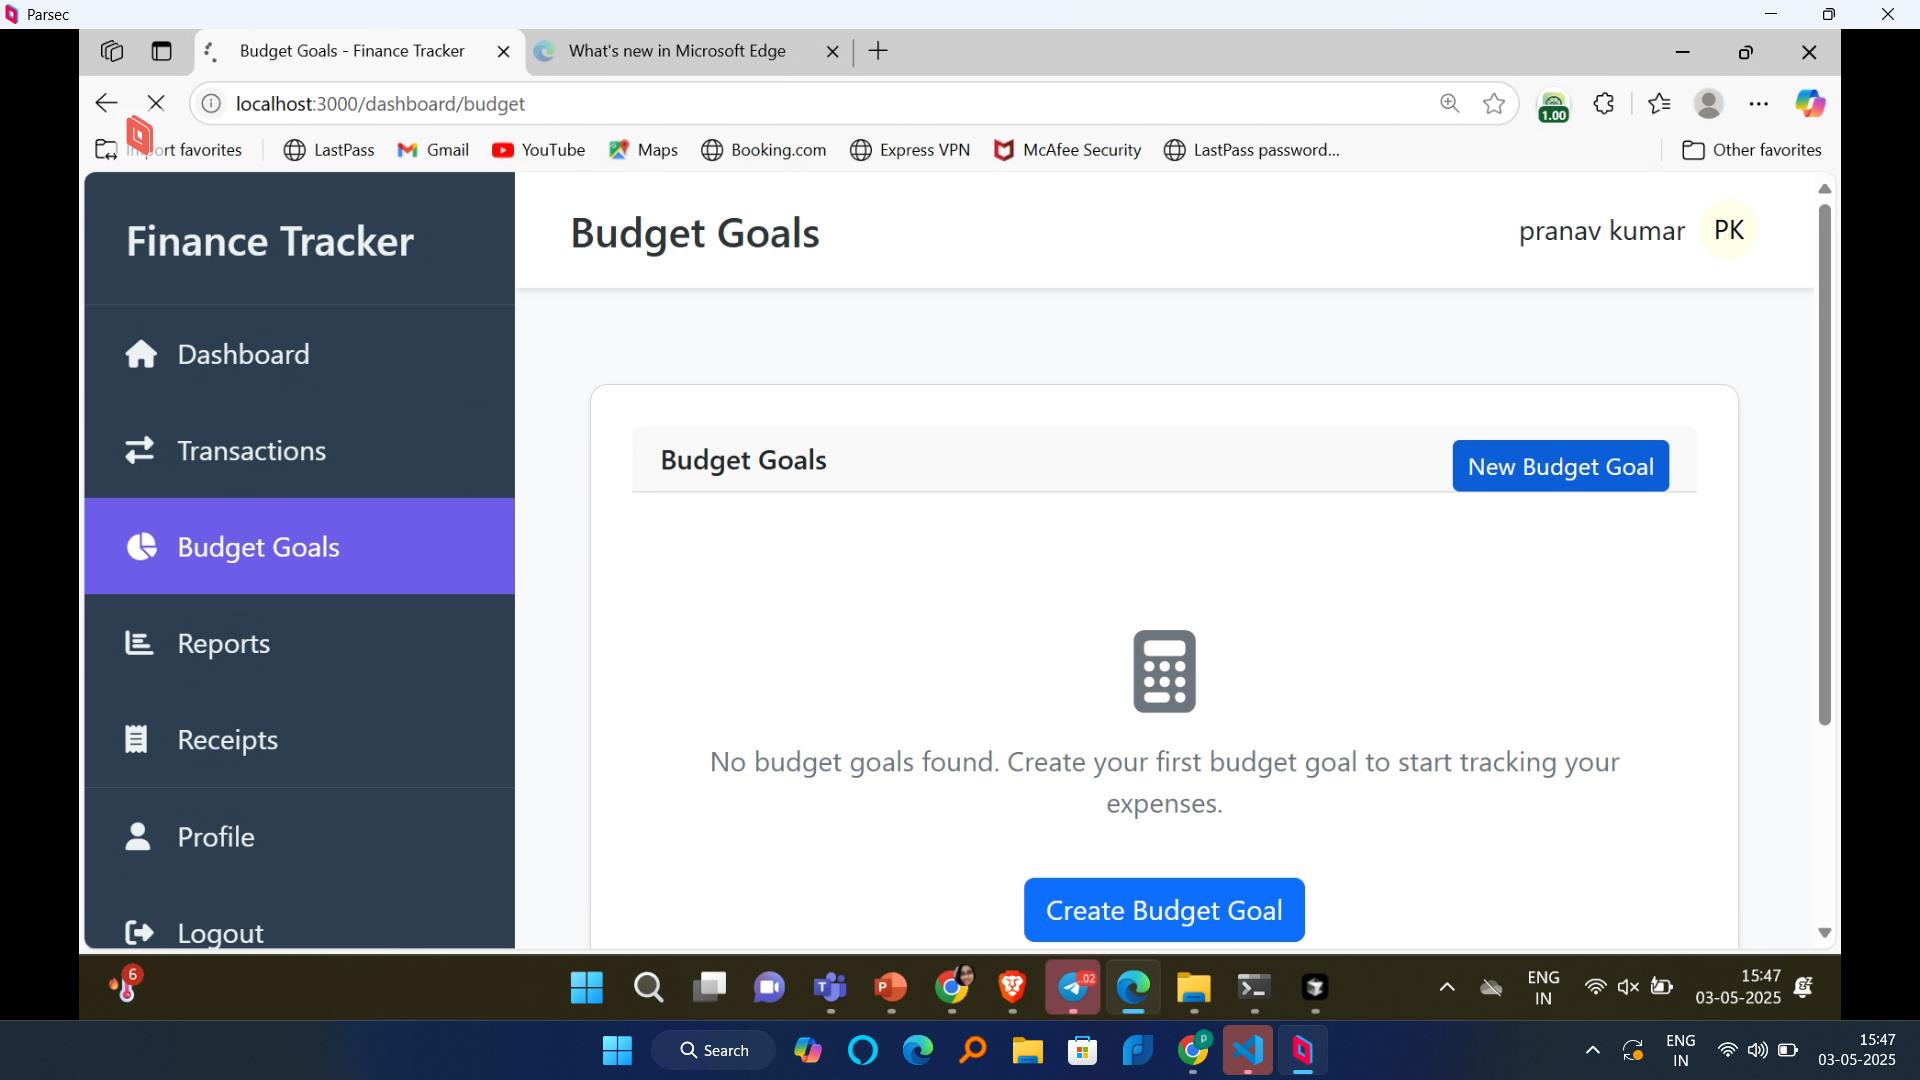 Parsec
Budget Goals - Finance Tracker
What's new in Microsoft Edge
localhost:3000/dashboard/budget
1.00
Import favorites
LastPass
Gmail
YouTube
Maps
Booking.com
Express VPN
McAfee Security
LastPass password...
Other favorites
Finance Tracker
Budget Goals
pranav kumar
PK
Dashboard
Transactions
Budget Goals
Reports
Receipts
Profile
Logout
Budget Goals
New Budget Goal
No budget goals found. Create your first budget goal to start tracking your
expenses.
Create Budget Goal
6
02
ENG
IN
15:47
03-05-2025
Search
P
ENG
IN
15:47
03-05-2025